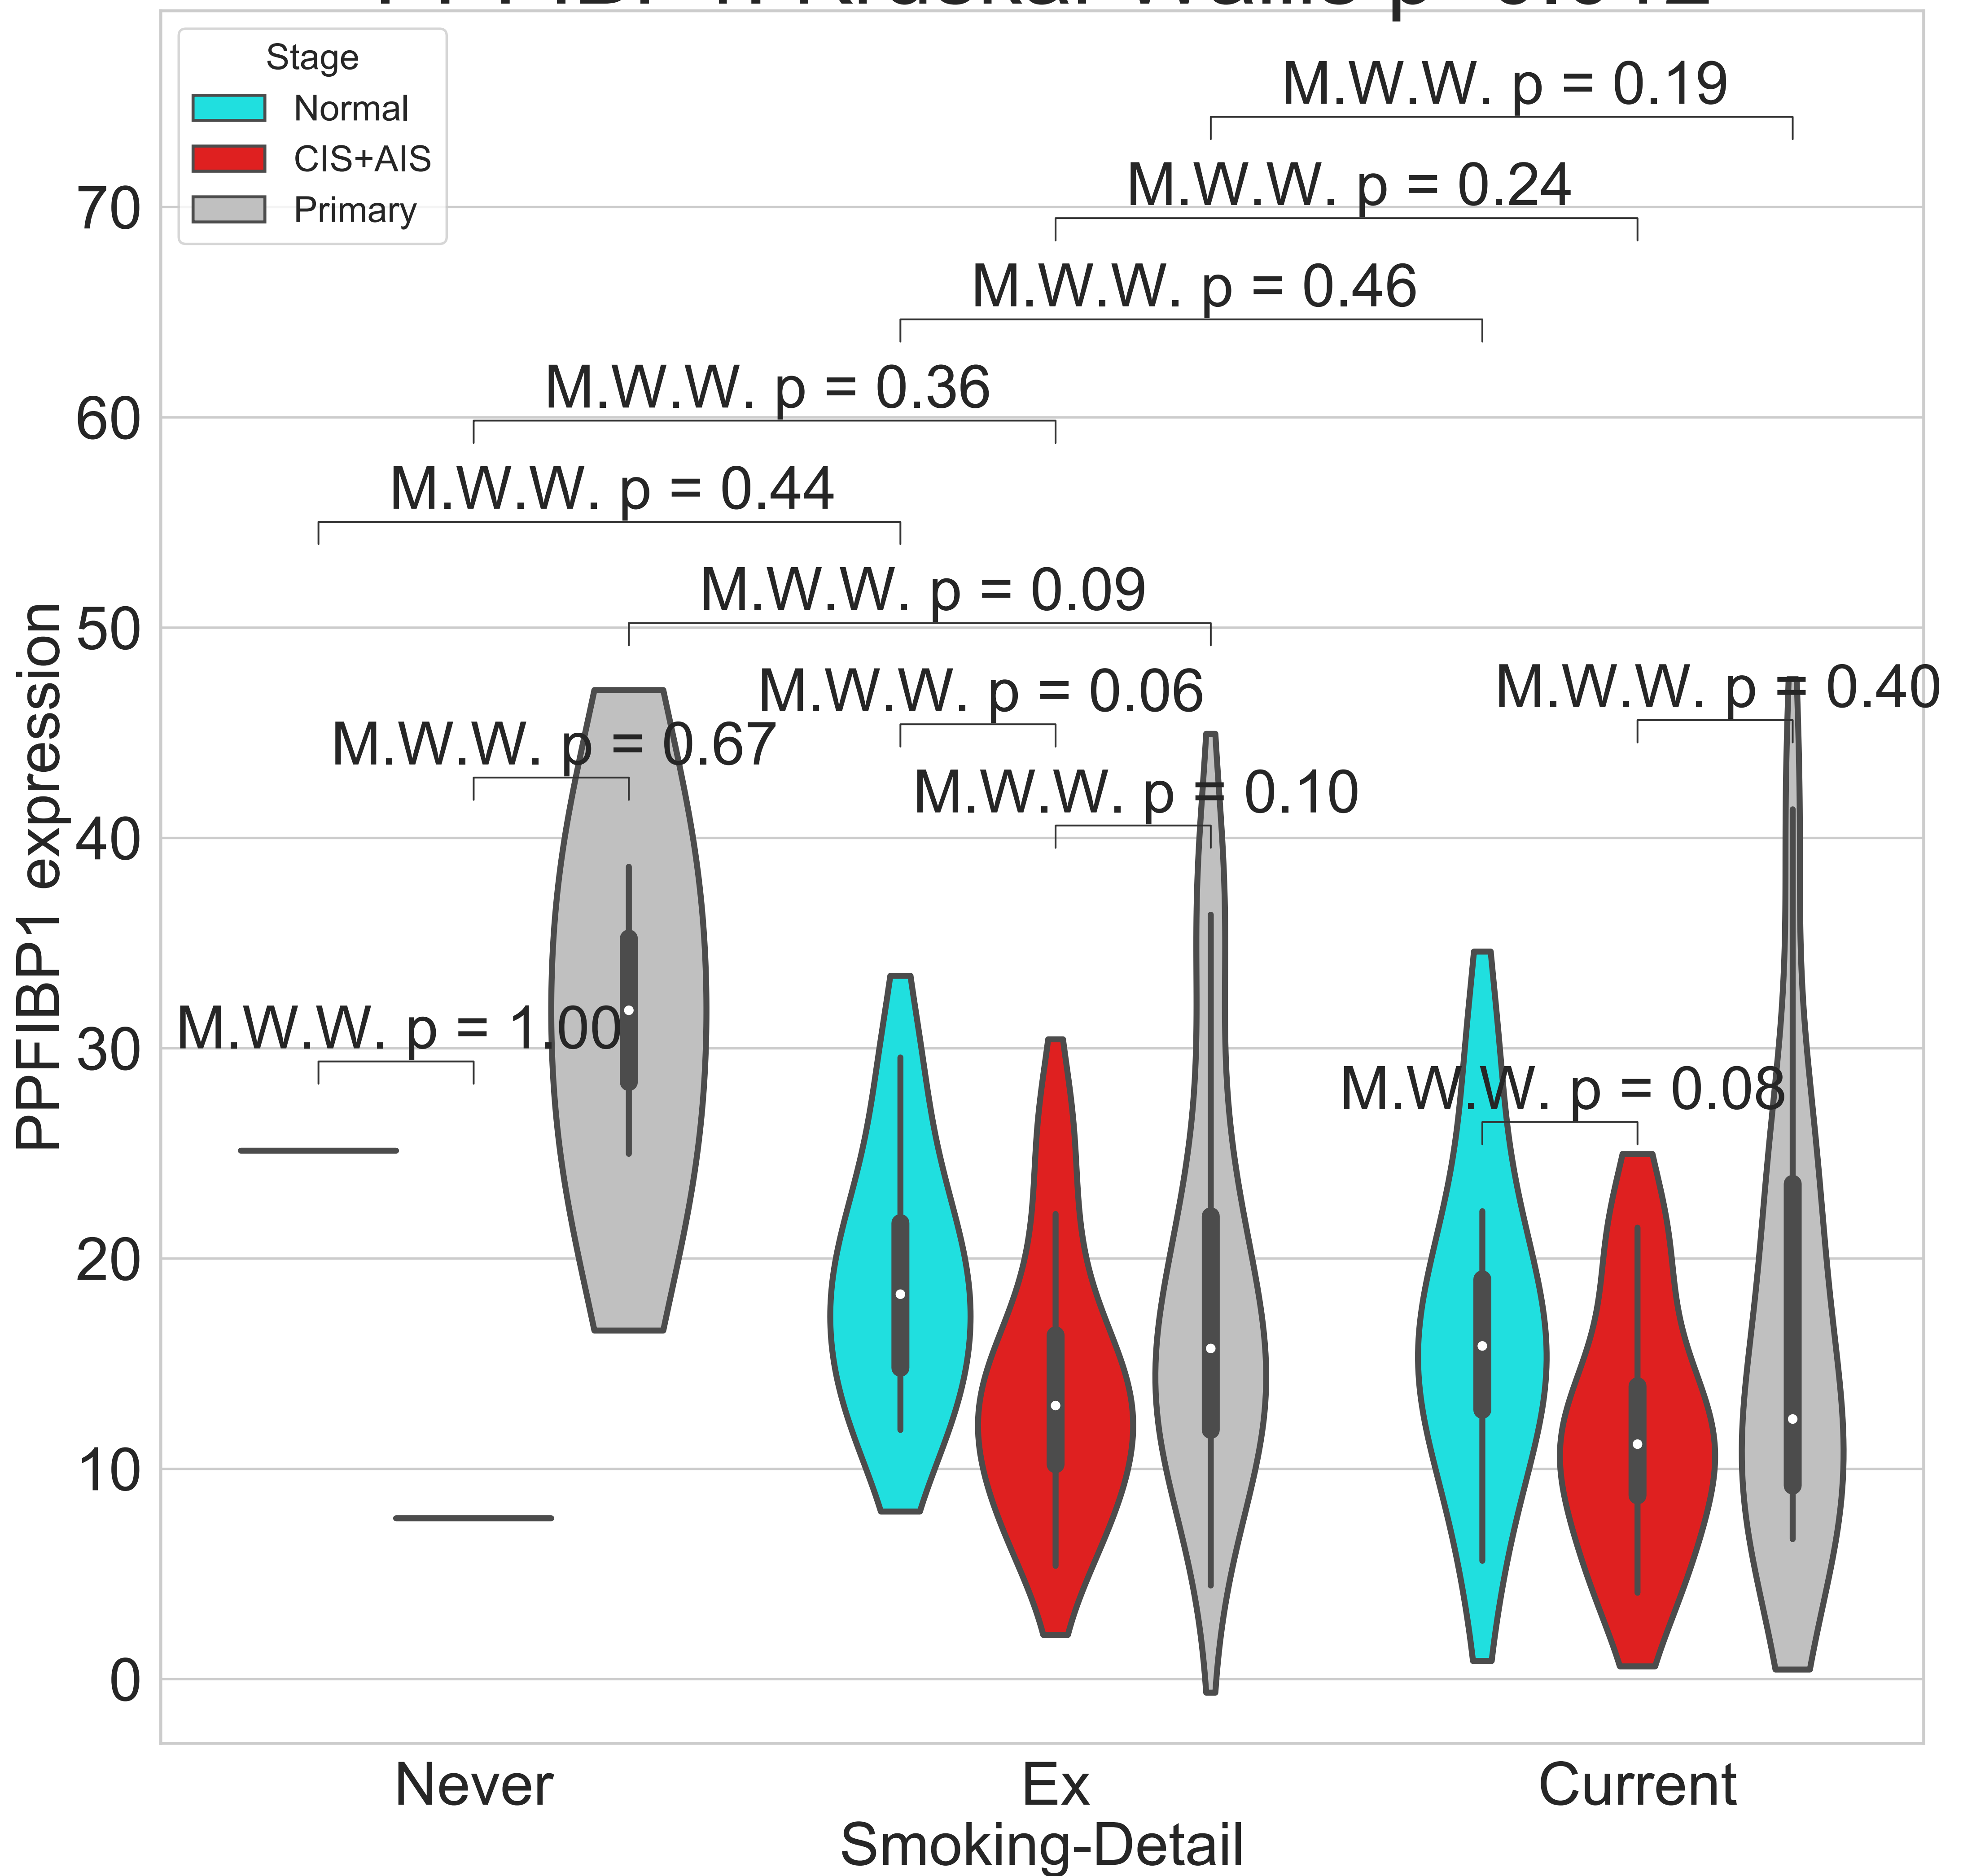 Stage
Normal
CIS+AIS
Primary
M.W.W. p = 0.19
M.W.W. p = 0.24
M.W.W. p = 0.46
M.W.W. p = 0.36
M.W.W. p = 0.44
M.W.W. p = 0.09
M.W.W. p = 0.06
M.W.W. p = 0.40
M.W.W. p = 0.67
M.W.W. p = 0.10
M.W.W. p = 1.00
M.W.W. p = 0.08
PPFIBP1 expression
70
60
50
40
30
20
10
0
Never
Ex
Current
Smoking-Detail